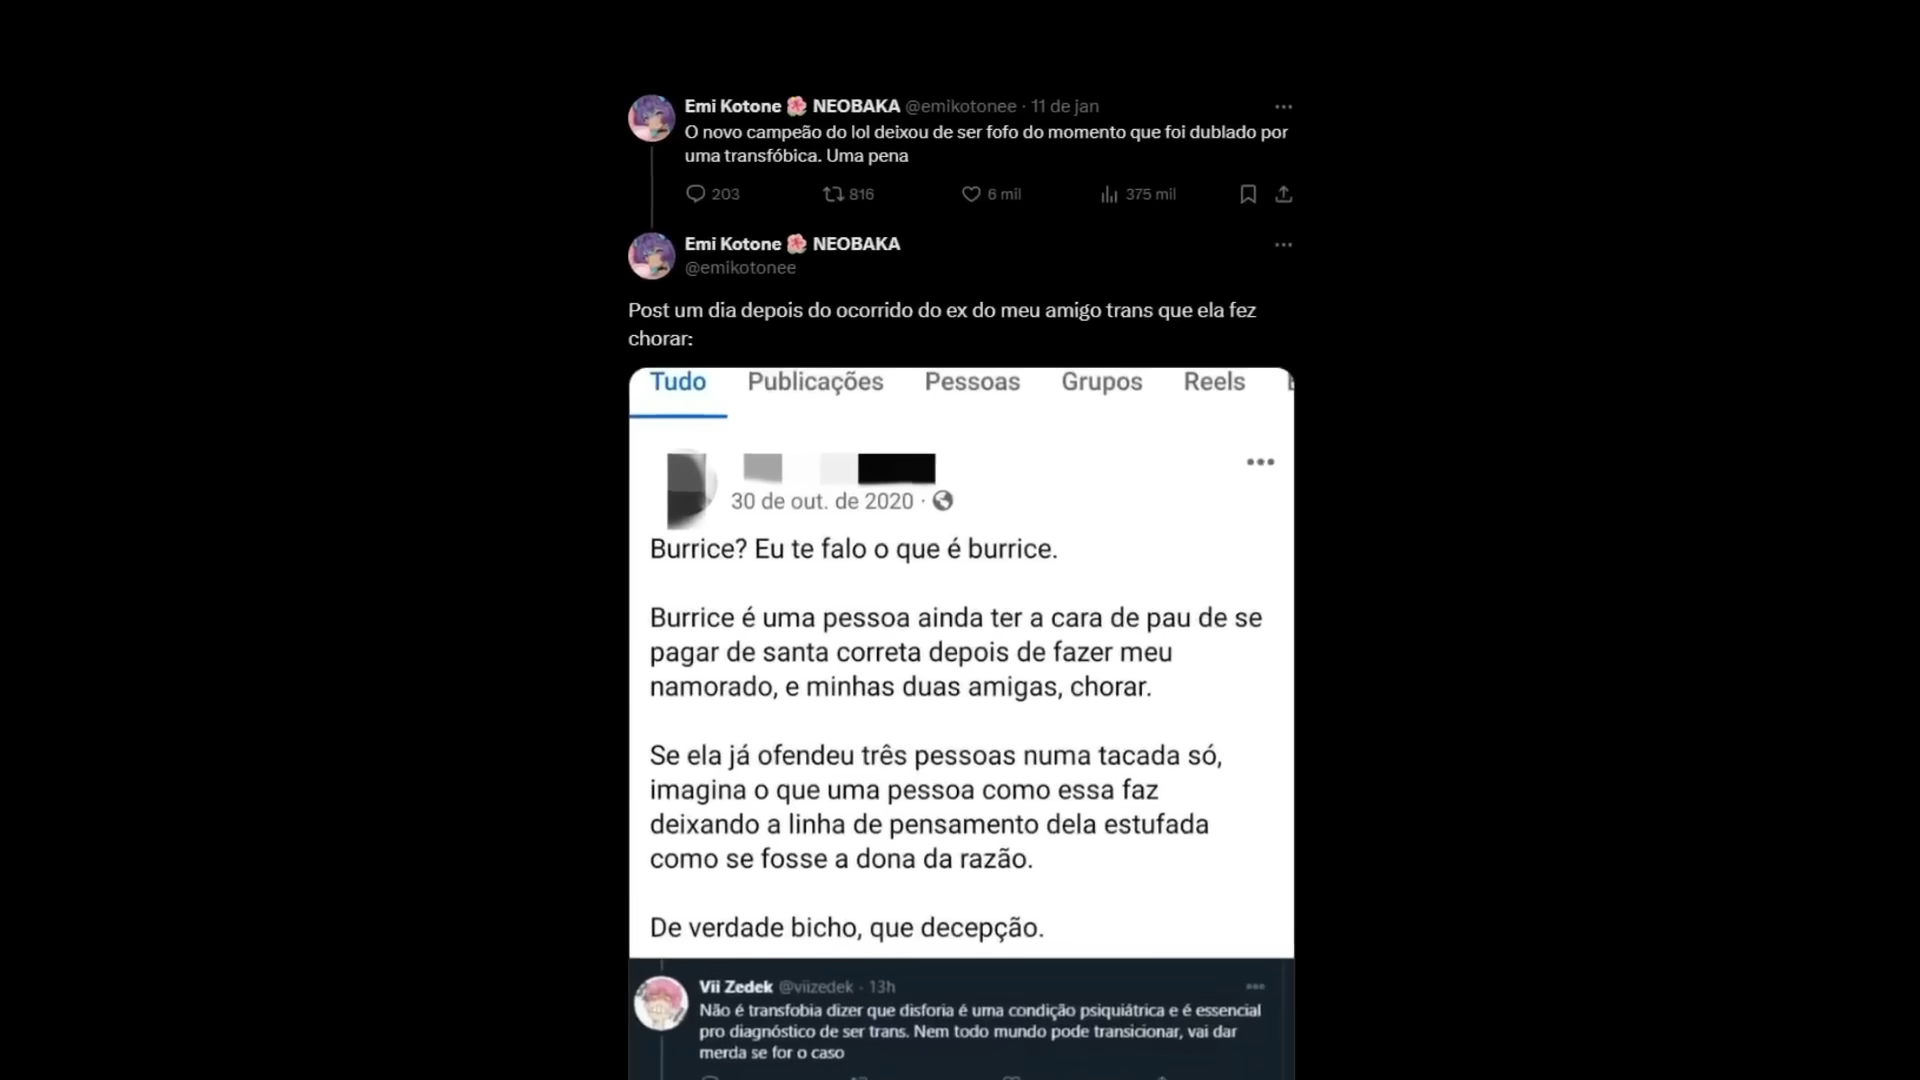 Emi Kotone 🌸 NEOBAKA @emikotonee · 11 de jan
O novo campeão do lol deixou de ser fofo do momento que foi dublado por
uma transfóbica. Uma pena
203 816 6 mil 375 mil
Emi Kotone 🌸 NEOBAKA
@emikotonee
Post um dia depois do ocorrido do ex do meu amigo trans que ela fez
chorar:
Tudo Publicações Pessoas Grupos Reels
30 de out. de 2020 ·
Burrice? Eu te falo o que é burrice.
Burrice é uma pessoa ainda ter a cara de pau de se
pagar de santa correta depois de fazer meu
namorado, e minhas duas amigas, chorar.
Se ela já ofendeu três pessoas numa tacada só,
imagina o que uma pessoa como essa faz
deixando a linha de pensamento dela estufada
como se fosse a dona da razão.
De verdade bicho, que decepção.
Vii Zedek @viizedek · 13h
Não é transfobia dizer que disforia é uma condição psiquiátrica e é essencial
pro diagnóstico de ser trans. Nem todo mundo pode transicionar, vai dar
merda se for o caso